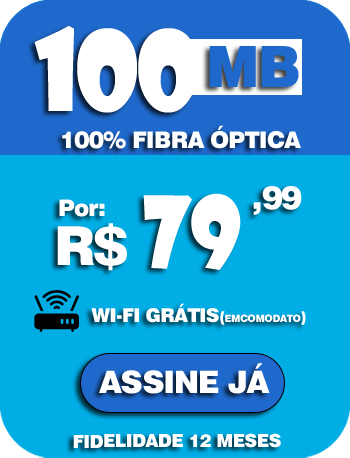 100 MB
100% FIBRA ÓPTICA
Por:
R$ 79,99
WI-FI GRÁTIS(EMCOMODATO)
ASSINE JÁ
FIDELIDADE 12 MESES